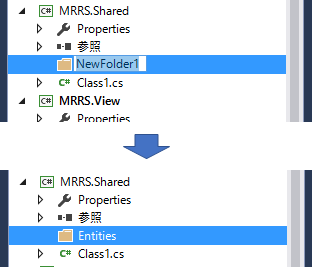 C# MRRS.Shared
Properties
参照
NewFolder1
C# Class1.cs
C# MRRS.View
Properties
C# MRRS.Shared
Properties
参照
Entities
C# Class1.cs